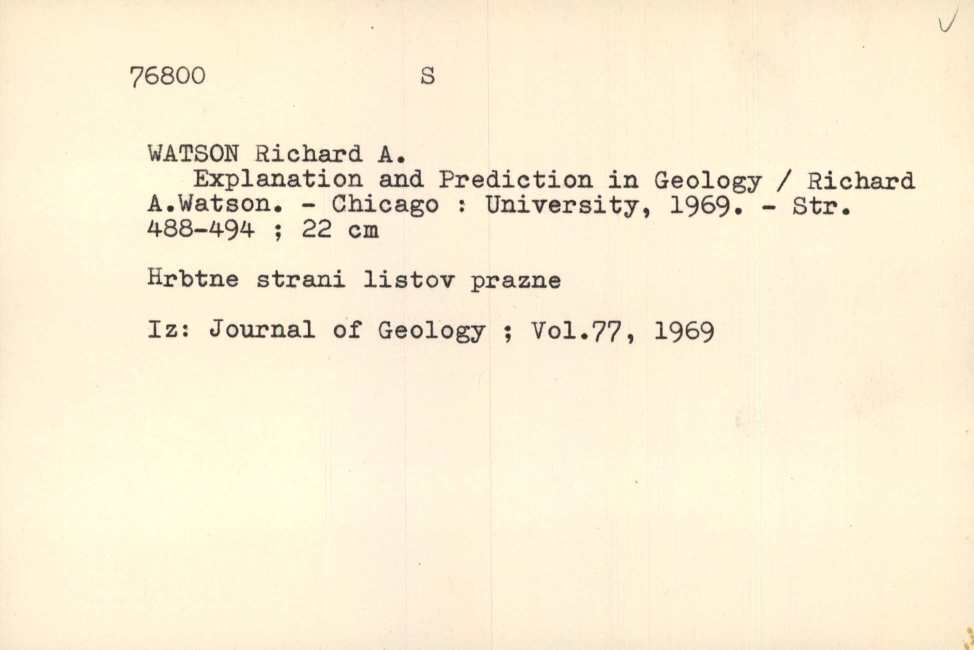 76800 S
WATSON Richard A.
Explanation and Prediction in Geology / Richard
A.Watson. - Chicago : University, 1969. - Str.
488-494 ; 22 cm
Hrbtne strani listov prazne
Iz: Journal of Geology ; Vol.77, 1969